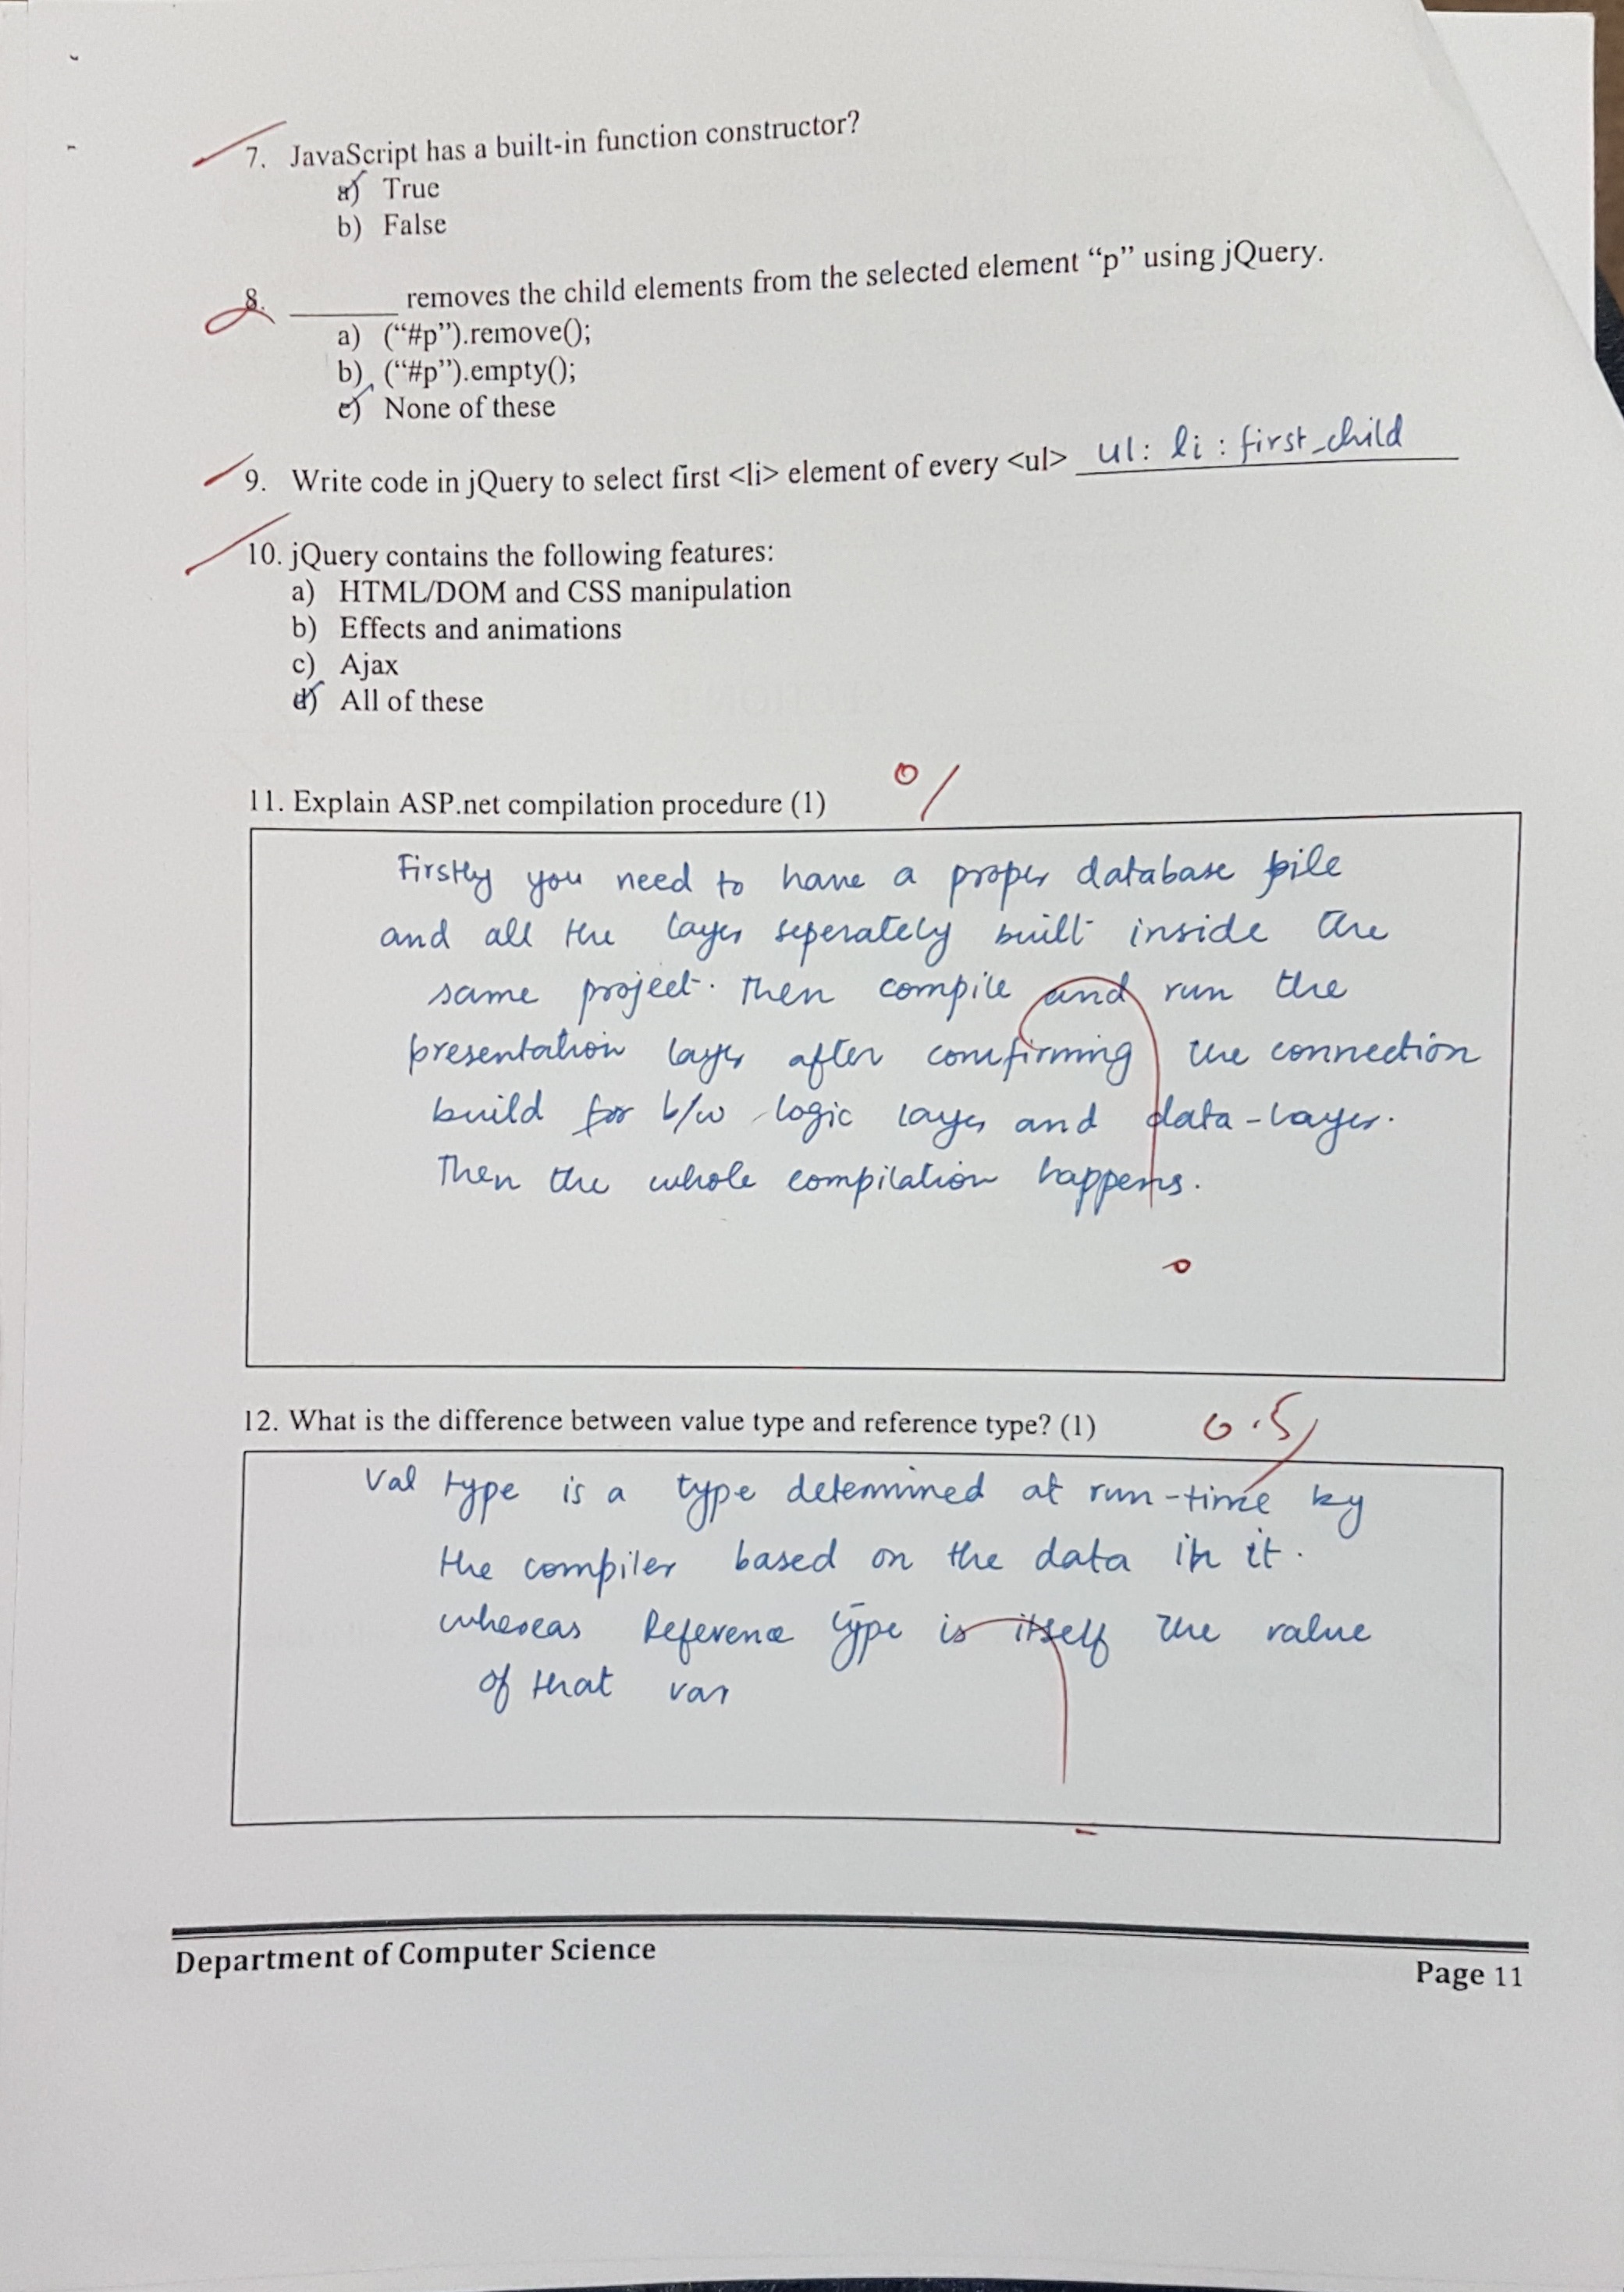 7. JavaScript has a built-in function constructor?
a) True
b) False
8. ______ removes the child elements from the selected element “p” using jQuery.
a) (“#p”).remove();
b) (“#p”).empty();
c) None of these
9. Write code in jQuery to select first <li> element of every <ul> ul: li : first_child
10. jQuery contains the following features:
a) HTML/DOM and CSS manipulation
b) Effects and animations
c) Ajax
d) All of these
11. Explain ASP.net compilation procedure (1) 0/
Firstly you need to have a proper database file
and all the layer seperately built inside the
same project. Then compile and run the
presentation layer after comfirming the connection
build for b/w logic layer and data-layer.
Then the whole compilation happens.
12. What is the difference between value type and reference type? (1) 0.5/
Val type is a type determined at run-time by
the compiler based on the data in it.
whereas Reference type is itself the value
of that var
Department of Computer Science
Page 11